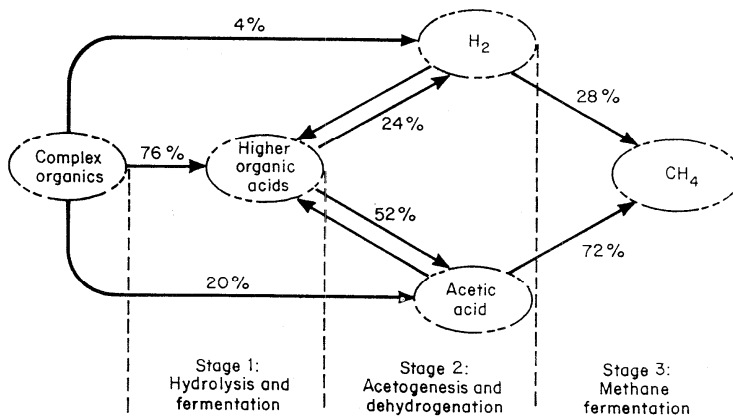 4%
H₂
28%
24%
Complex
organics
76%
Higher
organic
acids
CH₄
52%
72%
20%
Acetic
acid
Stage 1:
Hydrolysis and
fermentation
Stage 2:
Acetogenesis and
dehydrogenation
Stage 3:
Methane
fermentation